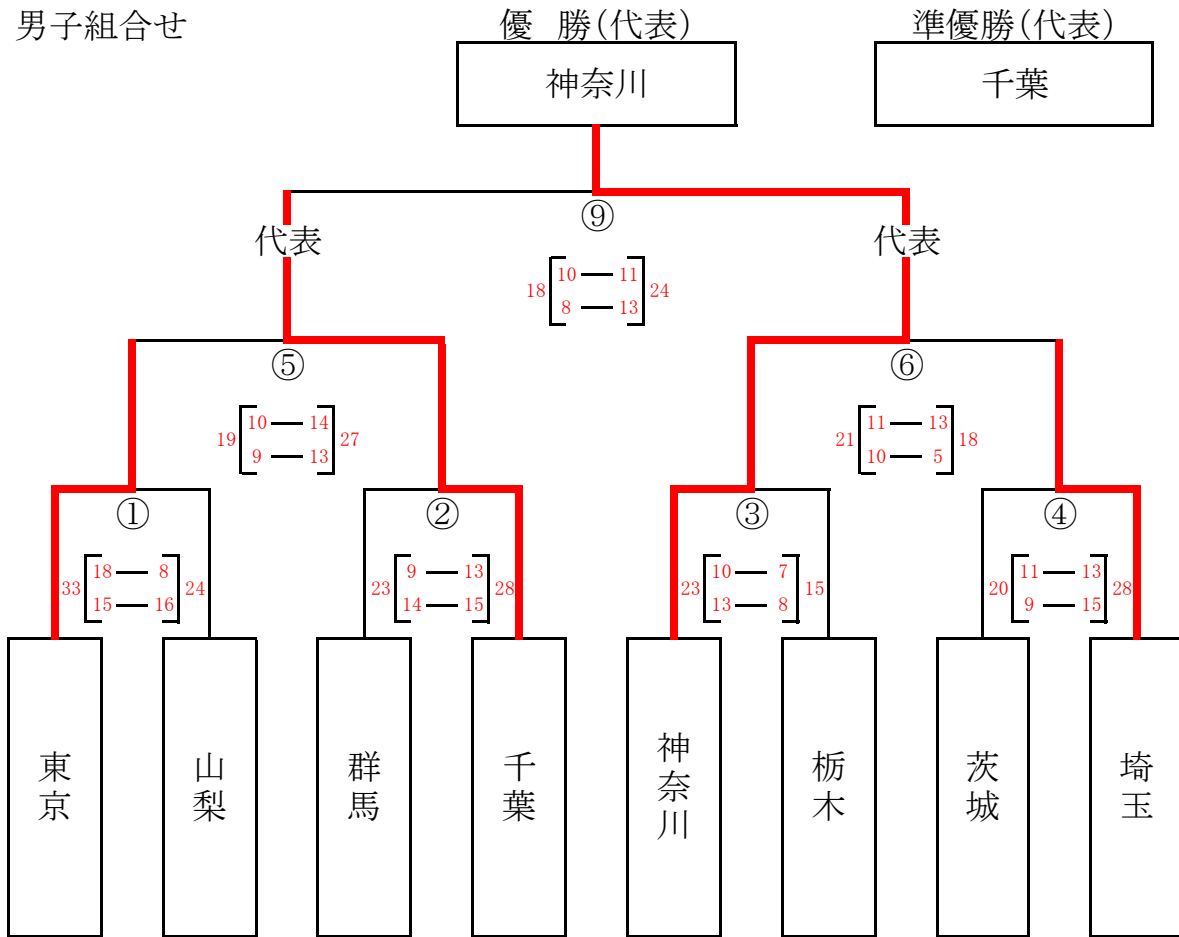 男子組合せ
優 勝(代表)
準優勝(代表)
神奈川
千葉
⑨
代表
代表
18 10 — 11 24
8 — 13
⑤
⑥
19 10 — 14 27
9 — 13
21 11 — 13 18
10 — 5
①
②
③
④
33 18 — 8 24
15 — 16
23 9 — 13 28
14 — 15
23 10 — 7 15
13 — 8
20 11 — 13 28
9 — 15
東京
山梨
群馬
千葉
神奈川
栃木
茨城
埼玉